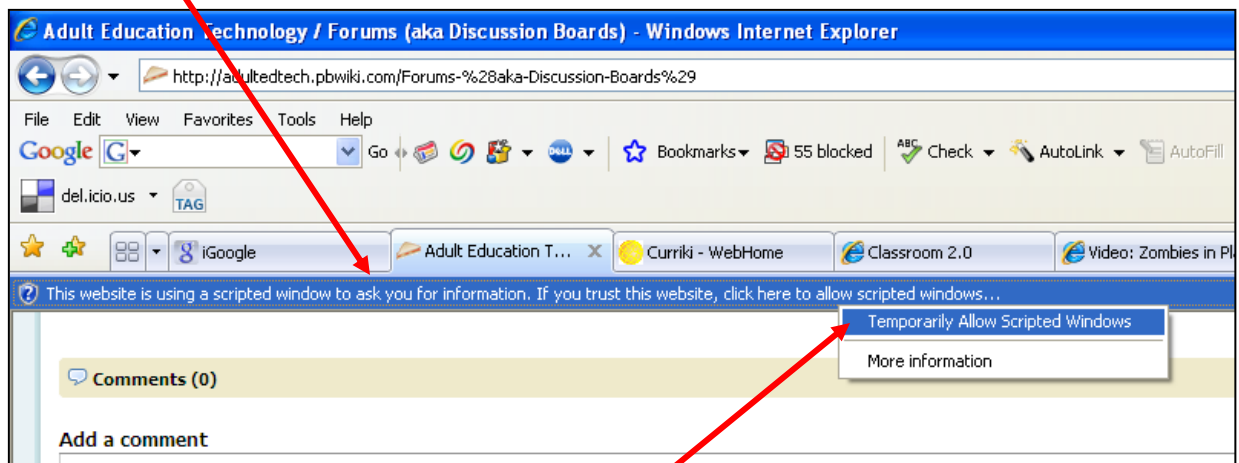 Adult Education Technology / Forums (aka Discussion Boards) - Windows Internet Explorer
http://adultedtech.pbwiki.com/Forums-%28aka-Discussion-Boards%29
File Edit View Favorites Tools Help
Google G Go DELL Bookmarks 55 blocked ABC Check AutoLink AutoFill
del.icio.us TAG
8 iGoogle Adult Education T... X Curriki - WebHome Classroom 2.0 Video: Zombies in Pl
This website is using a scripted window to ask you for information. If you trust this website, click here to allow scripted windows...
Temporarily Allow Scripted Windows
More information
Comments (0)
Add a comment